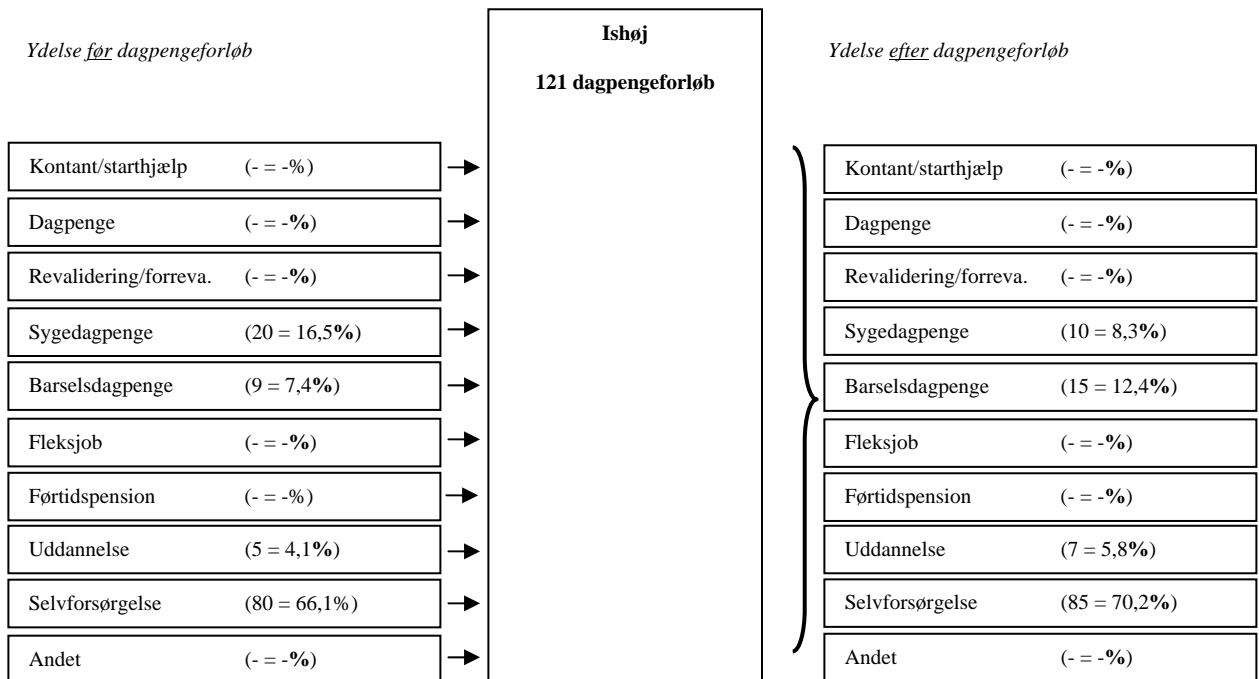 Ydelse før dagpengeforløb
Ishøj
121 dagpengeforløb
Ydelse efter dagpengeforløb
Kontant/starthjælp (- = -%)
Dagpenge (- = -%)
Revalidering/forreva. (- = -%)
Sygedagpenge (20 = 16,5%)
Barselsdagpenge (9 = 7,4%)
Fleksjob (- = -%)
Førtidspension (- = -%)
Uddannelse (5 = 4,1%)
Selvforsørgelse (80 = 66,1%)
Andet (- = -%)
Kontant/starthjælp (- = -%)
Dagpenge (- = -%)
Revalidering/forreva. (- = -%)
Sygedagpenge (10 = 8,3%)
Barselsdagpenge (15 = 12,4%)
Fleksjob (- = -%)
Førtidspension (- = -%)
Uddannelse (7 = 5,8%)
Selvforsørgelse (85 = 70,2%)
Andet (- = -%)